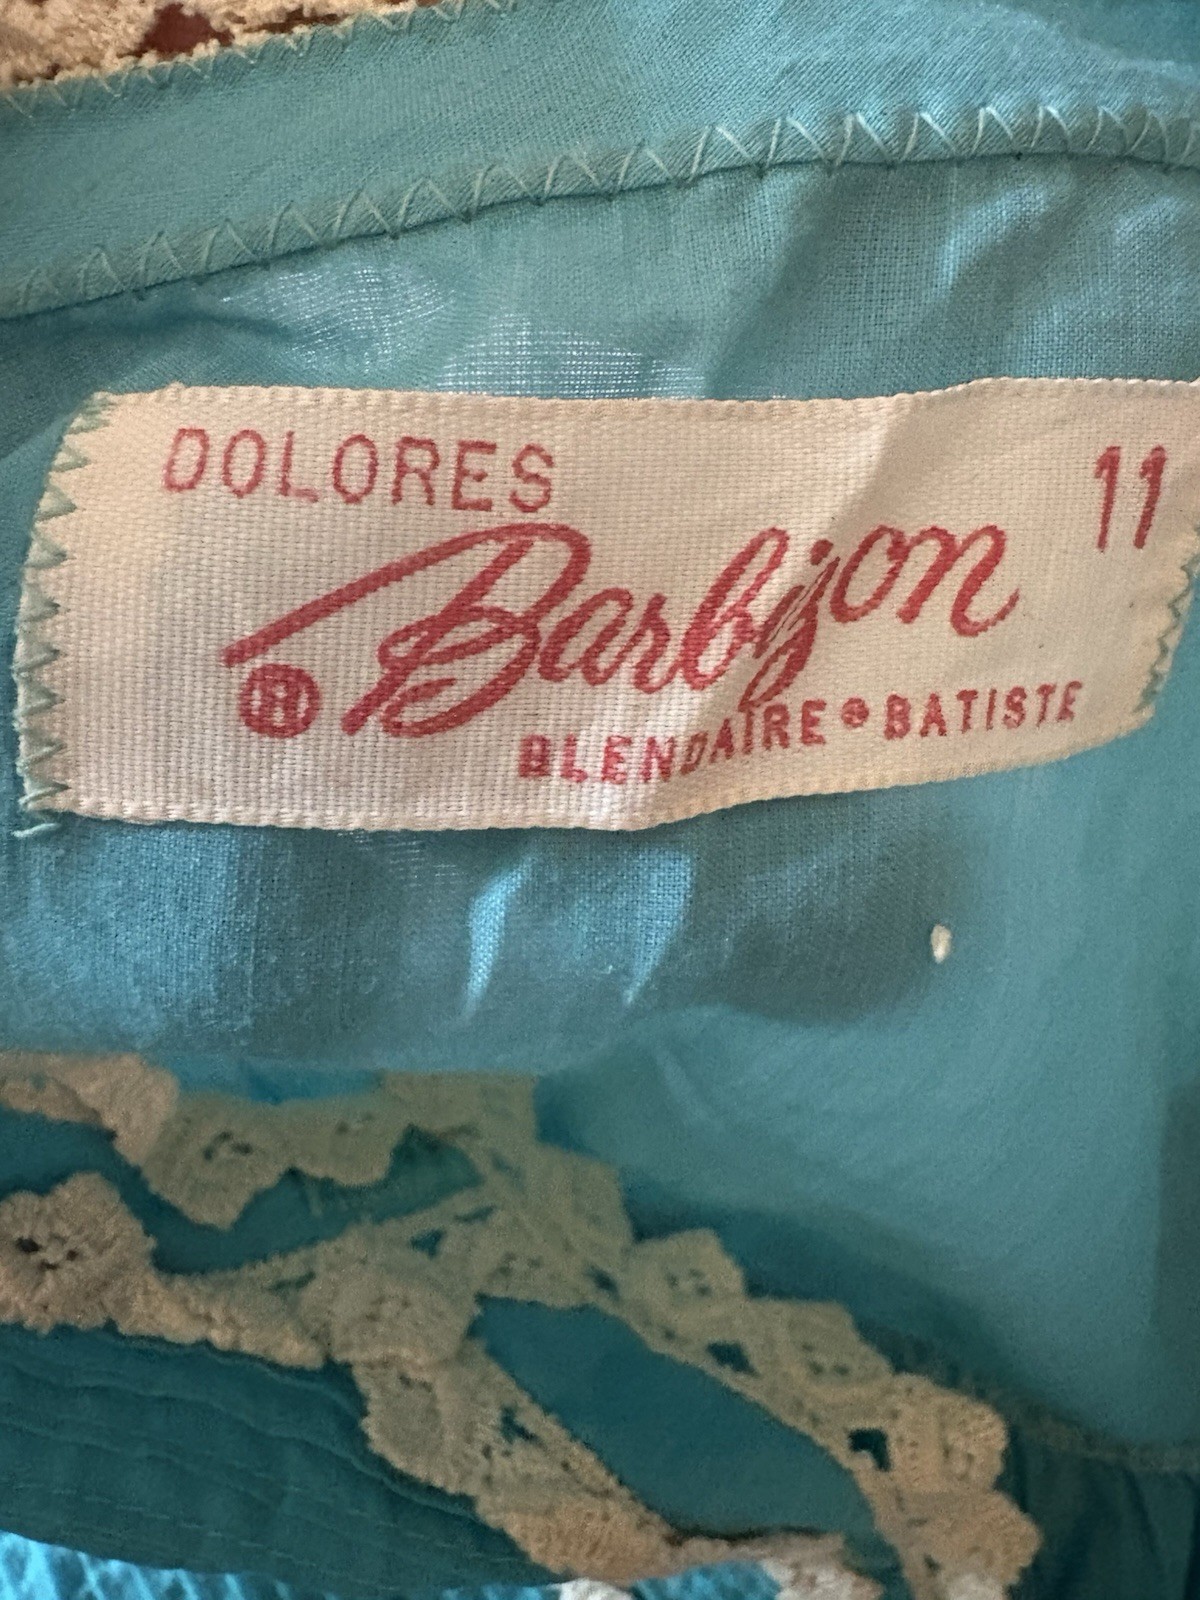 DOLORES 11
Barbizon
®
BLENDAIRE ® BATISTE